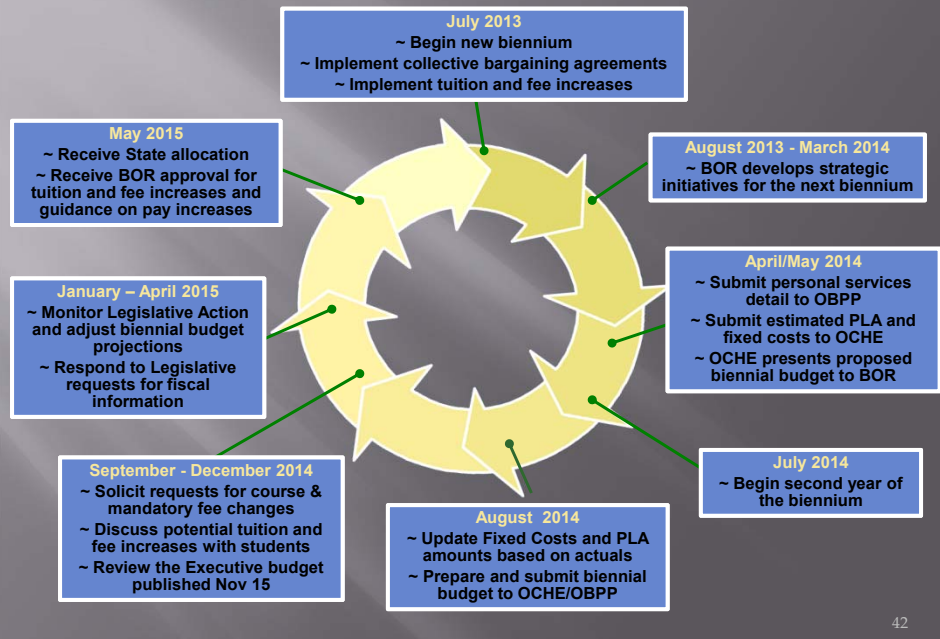 July 2013
~ Begin new biennium
~ Implement collective bargaining agreements
~ Implement tuition and fee increases
August 2013 - March 2014
~ BOR develops strategic
initiatives for the next biennium
April/May 2014
~ Submit personal services
detail to OBPP
~ Submit estimated PLA and
fixed costs to OCHE
~ OCHE presents proposed
biennial budget to BOR
July 2014
~ Begin second year of
the biennium
August  2014
~ Update Fixed Costs and PLA
amounts based on actuals
~ Prepare and submit biennial
budget to OCHE/OBPP
September - December 2014
~ Solicit requests for course &
mandatory fee changes
~ Discuss potential tuition and
fee increases with students
~ Review the Executive budget
published Nov 15
January – April 2015
~ Monitor Legislative Action
and adjust biennial budget
projections
~ Respond to Legislative
requests for fiscal
information
May 2015
~ Receive State allocation
~ Receive BOR approval for
tuition and fee increases and
guidance on pay increases
42